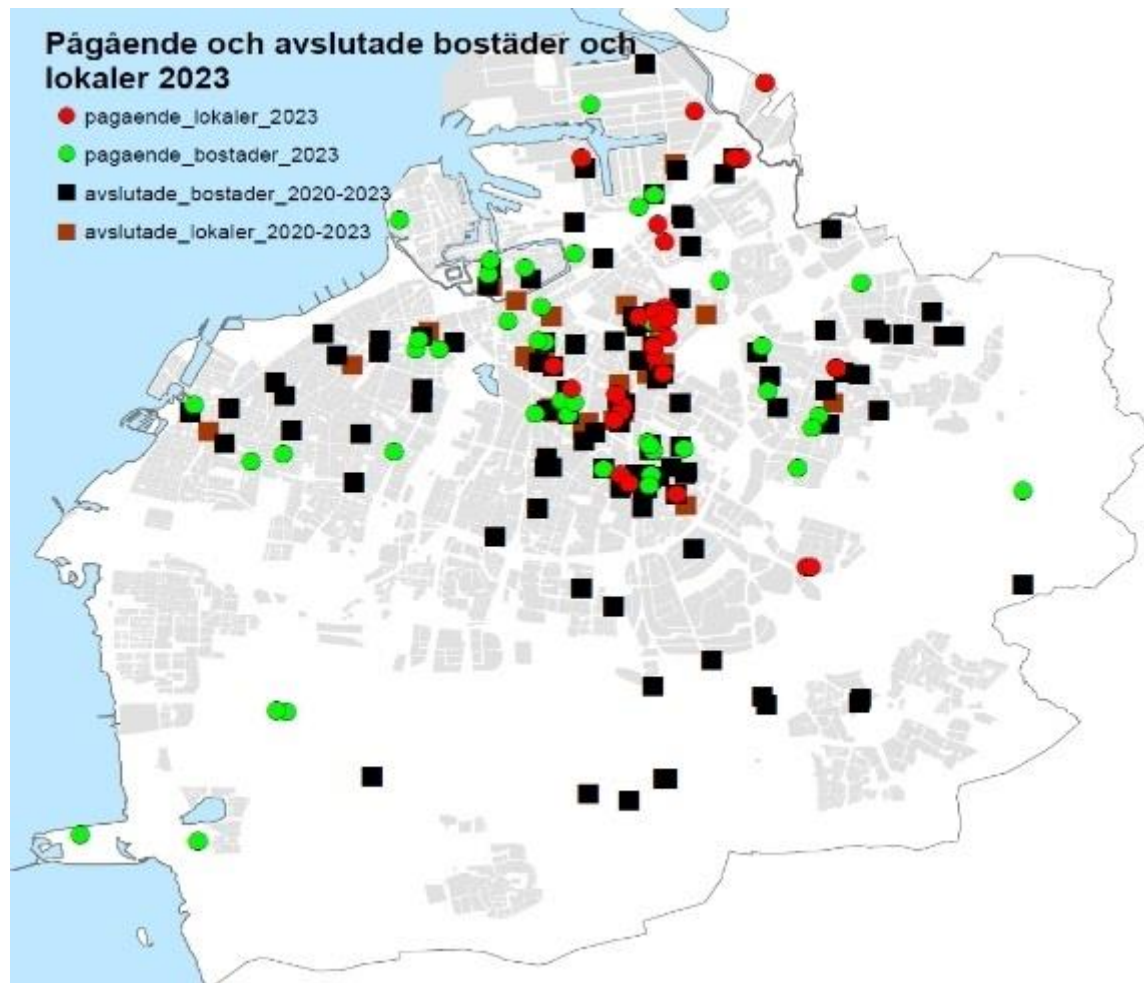 Pågående och avslutade bostäder och
lokaler 2023
pagaende_lokaler_2023
pagaende_bostader_2023
avslutade_bostader_2020-2023
avslutade_lokaler_2020-2023